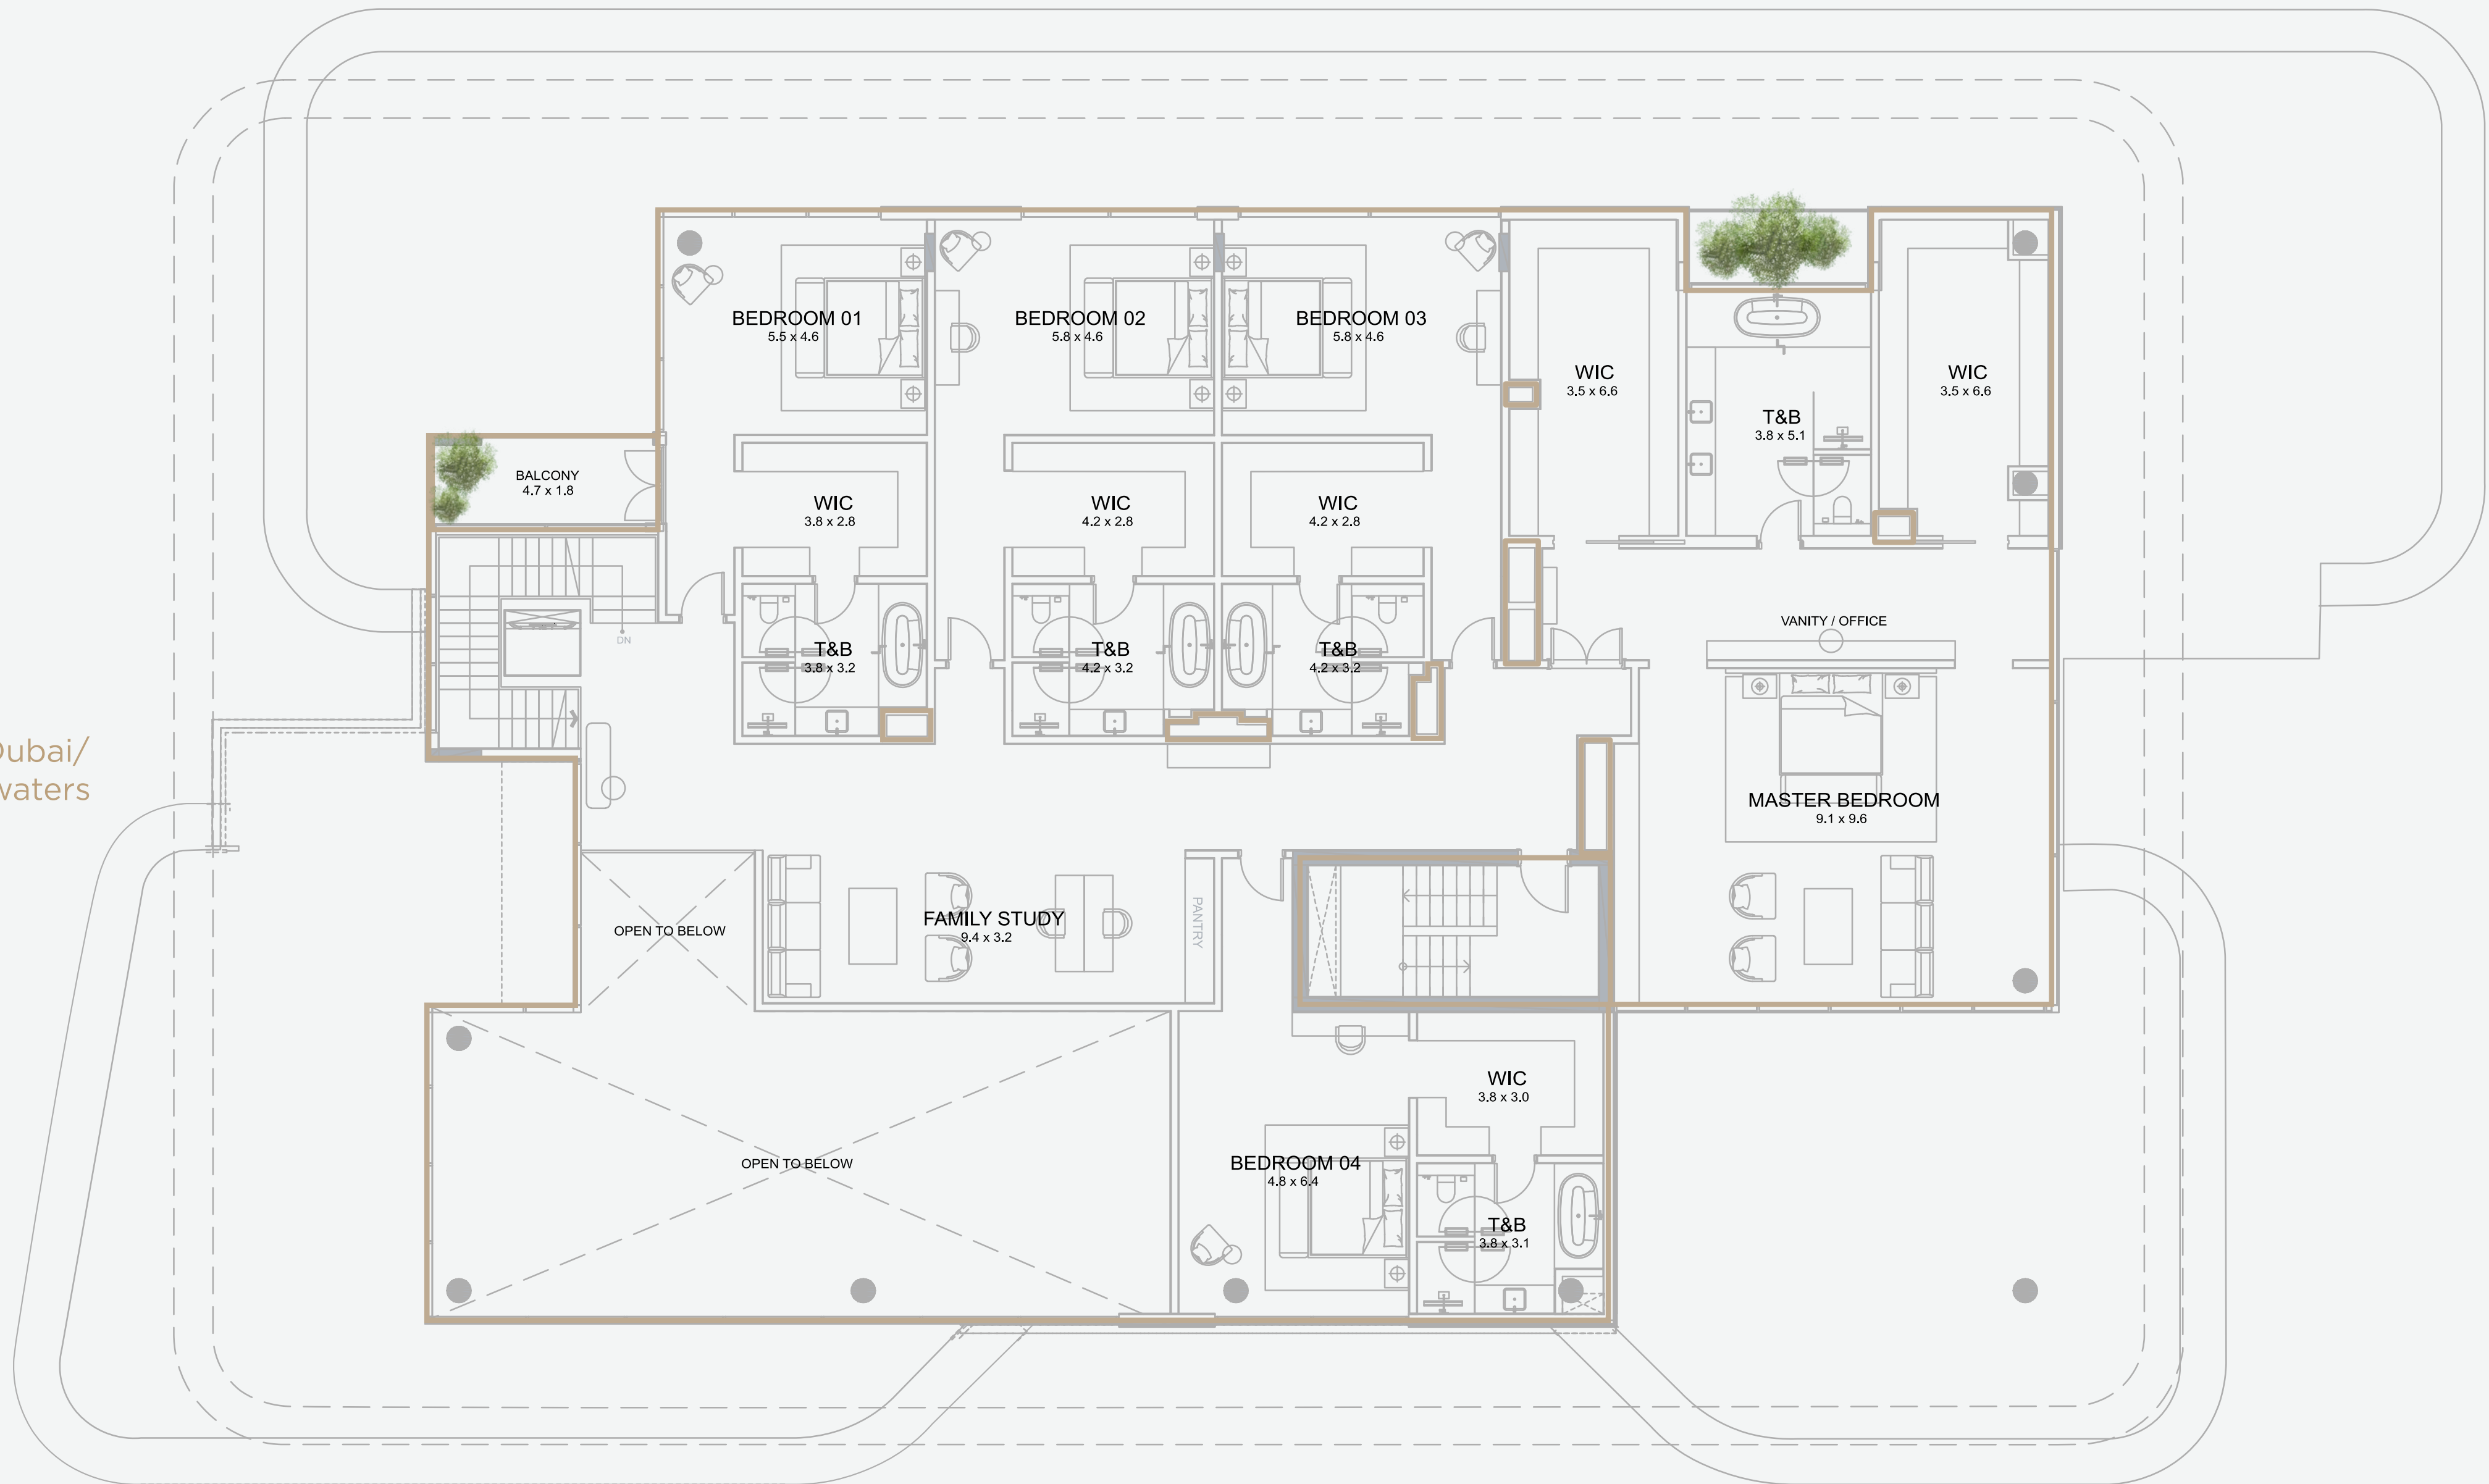 BEDROOM 01
5.5 x 4.6
BEDROOM 02
5.8 x 4.6
BEDROOM 03
5.8 x 4.6
WIC
3.5 x 6.6
WIC
3.5 x 6.6
T&B
3.8 x 5.1
BALCONY
4.7 x 1.8
WIC
3.8 x 2.8
WIC
4.2 x 2.8
WIC
4.2 x 2.8
DN
T&B
3.8 x 3.2
T&B
4.2 x 3.2
T&B
4.2 x 3.2
VANITY / OFFICE
Dubai/
waters
MASTER BEDROOM
9.1 x 9.6
OPEN TO BELOW
FAMILY STUDY
9.4 x 3.2
PANTRY
WIC
3.8 x 3.0
OPEN TO BELOW
BEDROOM 04
4.8 x 6.4
T&B
3.8 x 3.1